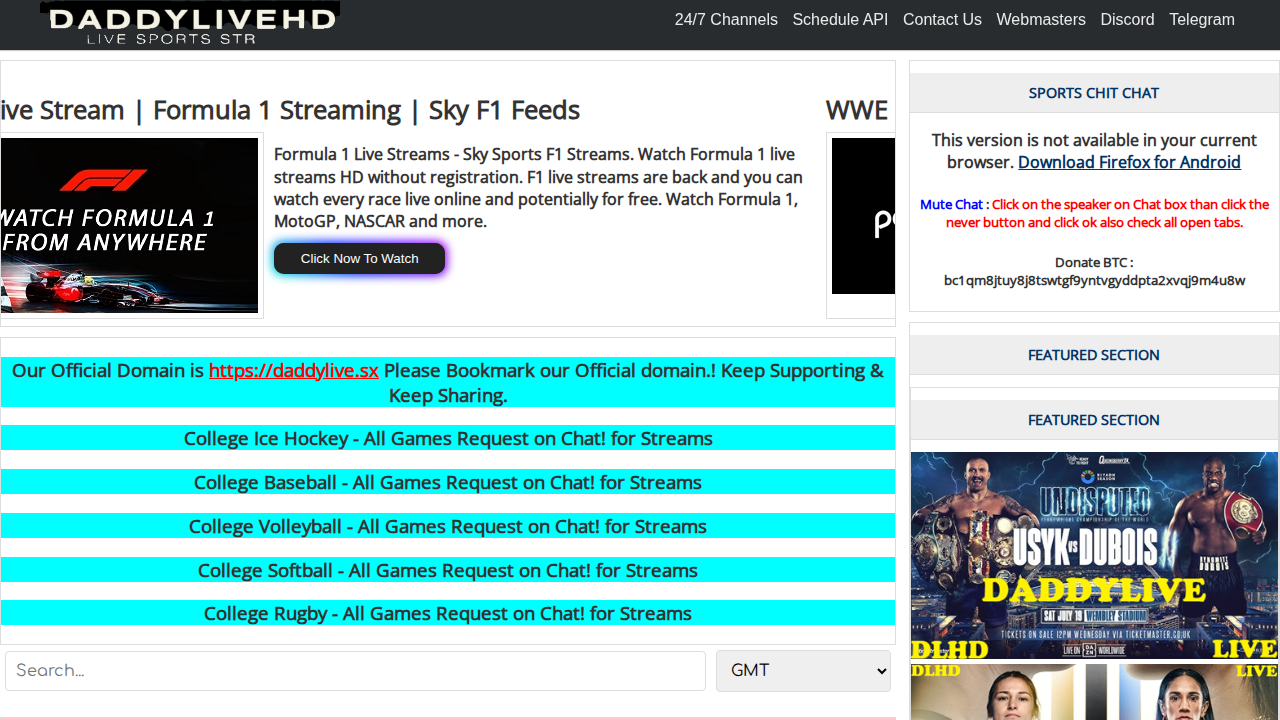 DADDYLIVEHD
LIVE SPORTS STR
24/7 Channels Schedule API Contact Us Webmasters Discord Telegram
ive Stream | Formula 1 Streaming | Sky F1 Feeds
WATCH FORMULA 1
FROM ANYWHERE
Formula 1 Live Streams - Sky Sports F1 Streams. Watch Formula 1 live
streams HD without registration. F1 live streams are back and you can
watch every race live online and potentially for free. Watch Formula 1,
MotoGP, NASCAR and more.
Click Now To Watch
WWE
Our Official Domain is https://daddylive.sx Please Bookmark our Official domain.! Keep Supporting &
Keep Sharing.
College Ice Hockey - All Games Request on Chat! for Streams
College Baseball - All Games Request on Chat! for Streams
College Volleyball - All Games Request on Chat! for Streams
College Softball - All Games Request on Chat! for Streams
College Rugby - All Games Request on Chat! for Streams
Search...
GMT
SPORTS CHIT CHAT
This version is not available in your current
browser. Download Firefox for Android
Mute Chat : Click on the speaker on Chat box than click the
never button and click ok also check all open tabs.
Donate BTC :
bc1qm8jtuy8j8tswtgf9yntvgyddpta2xvqj9m4u8w
FEATURED SECTION
FEATURED SECTION
RIYADH
SEASON
UNDISPUTED
USYK VS DUBOIS
DADDYLIVE
SAT JULY 19 WEMBLEY STADIUM
TICKETS ON SALE 12PM WEDNESDAY VIA TICKETMASTER.CO.UK
LIVE ON DAZN WORLDWIDE
DLHD LIVE
DLHD LIVE